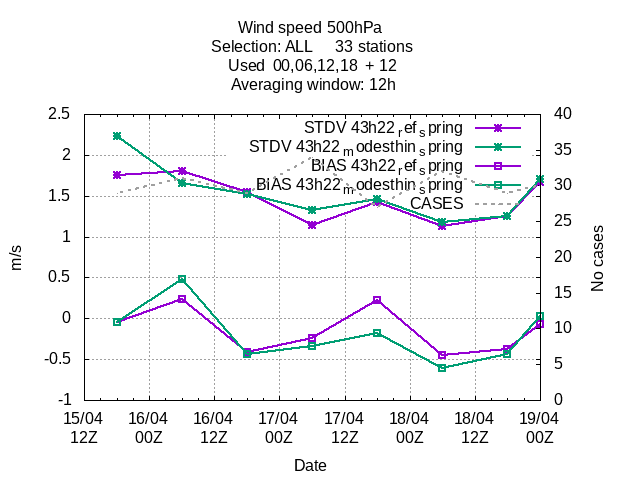 Wind speed 500hPa
Selection: ALL 33 stations
Used 00,06,12,18 + 12
Averaging window: 12h
STDV 43h22_ref_spring
STDV 43h22_modesthin_spring
BIAS 43h22_ref_spring
BIAS 43h22_modesthin_spring
CASES
2.5
2
1.5
1
0.5
0
-0.5
-1
m/s
40
35
30
25
20
15
10
5
0
No cases
15/04 16/04 16/04 17/04 17/04 18/04 18/04 19/04
12Z 00Z 12Z 00Z 12Z 00Z 12Z 00Z
Date